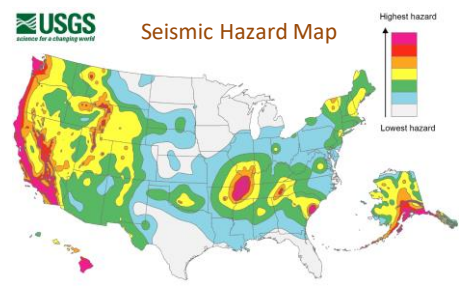 USGS
science for a changing world
Seismic Hazard Map
Highest hazard
Lowest hazard